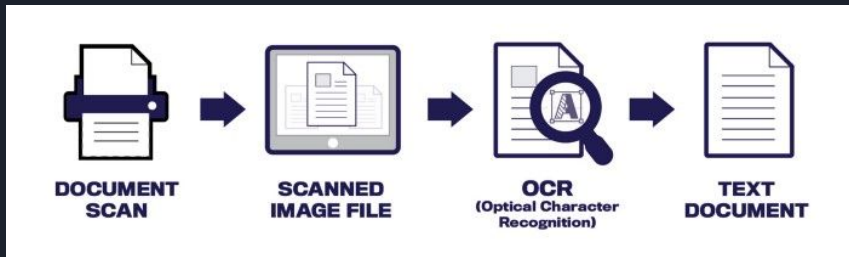 DOCUMENT
SCAN
SCANNED
IMAGE FILE
OCR
(Optical Character
Recognition)
TEXT
DOCUMENT